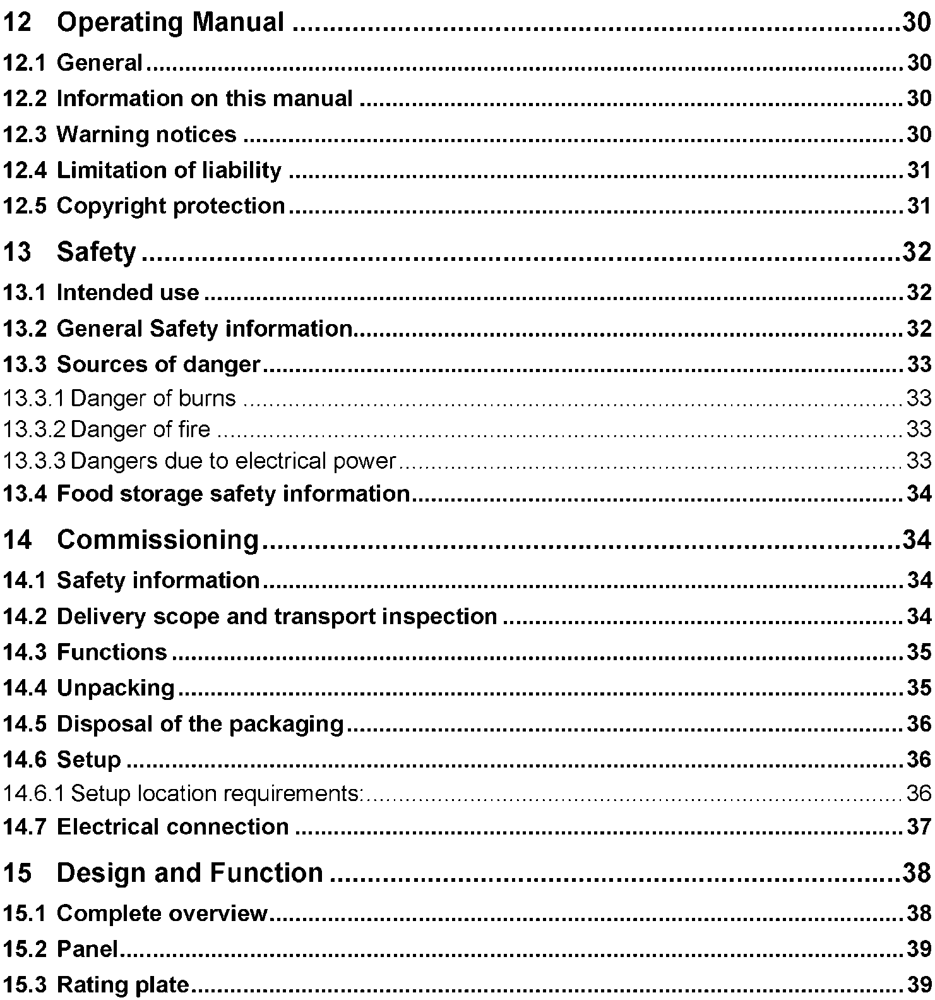 12 Operating Manual ........................................................................ 30
12.1 General ........................................................................ 30
12.2 Information on this manual ........................................................................ 30
12.3 Warning notices ........................................................................ 30
12.4 Limitation of liability ........................................................................ 31
12.5 Copyright protection ........................................................................ 31
13 Safety ........................................................................ 32
13.1 Intended use ........................................................................ 32
13.2 General Safety information ........................................................................ 32
13.3 Sources of danger ........................................................................ 33
13.3.1 Danger of burns ........................................................................ 33
13.3.2 Danger of fire ........................................................................ 33
13.3.3 Dangers due to electrical power ........................................................................ 33
13.4 Food storage safety information ........................................................................ 34
14 Commissioning ........................................................................ 34
14.1 Safety information ........................................................................ 34
14.2 Delivery scope and transport inspection ........................................................................ 34
14.3 Functions ........................................................................ 35
14.4 Unpacking ........................................................................ 35
14.5 Disposal of the packaging ........................................................................ 36
14.6 Setup ........................................................................ 36
14.6.1 Setup location requirements: ........................................................................ 36
14.7 Electrical connection ........................................................................ 37
15 Design and Function ........................................................................ 38
15.1 Complete overview ........................................................................ 38
15.2 Panel ........................................................................ 39
15.3 Rating plate ........................................................................ 39